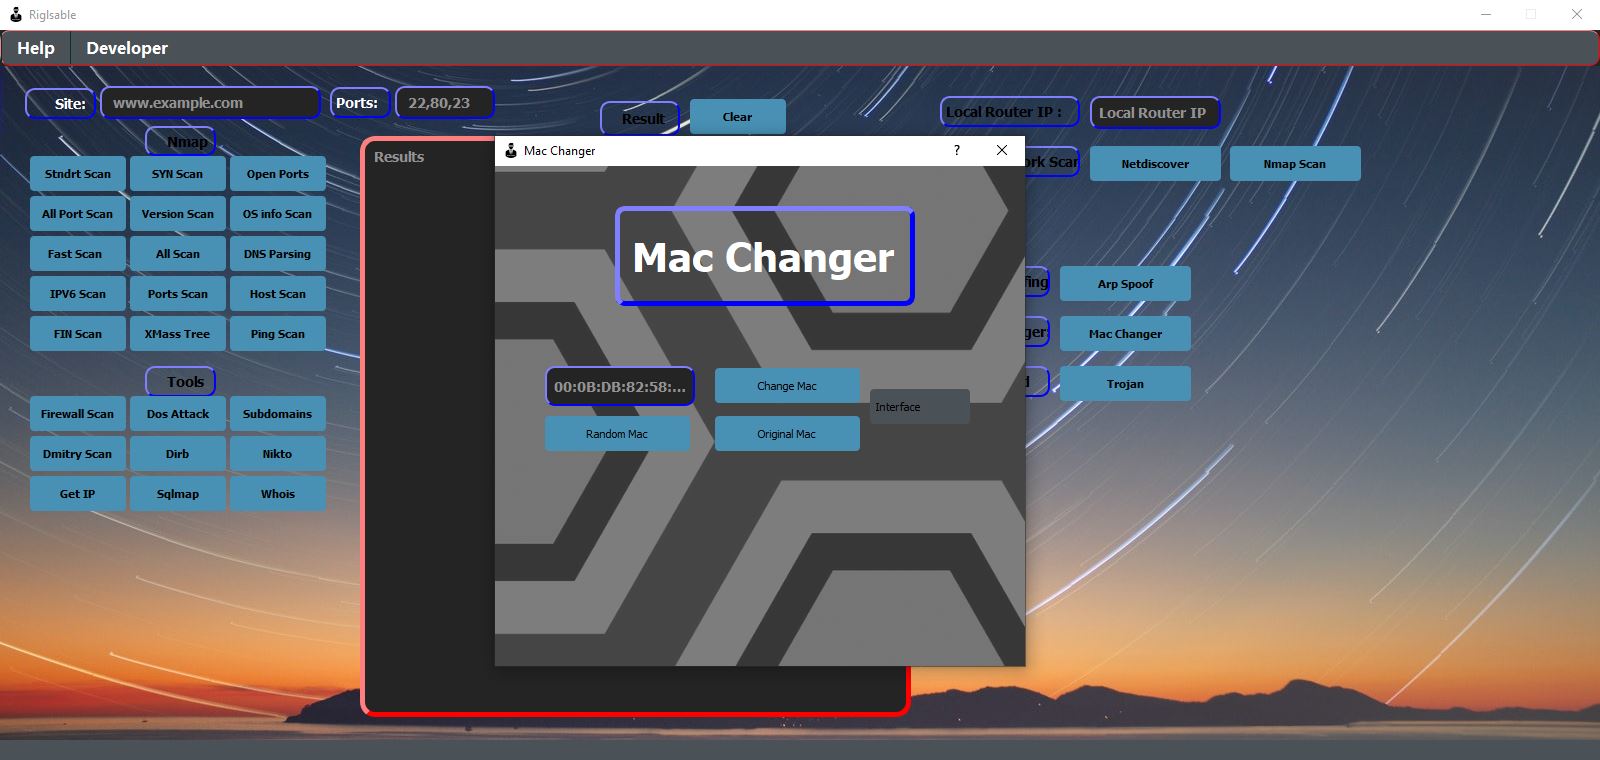 RigIsable
Help
Developer
Site:
www.example.com
Ports:
22,80,23
Result
Clear
Local Router IP :
Local Router IP
Nmap
Stndrt Scan
SYN Scan
Open Ports
All Port Scan
Version Scan
OS info Scan
Fast Scan
All Scan
DNS Parsing
IPV6 Scan
Ports Scan
Host Scan
FIN Scan
XMass Tree
Ping Scan
Tools
Firewall Scan
Dos Attack
Subdomains
Dmitry Scan
Dirb
Nikto
Get IP
Sqlmap
Whois
Results
Mac Changer
?
Mac Changer
00:0B:DB:82:58:...
Change Mac
Interface
Random Mac
Original Mac
Scan
Netdiscover
Nmap Scan
Arp Spoof
Mac Changer
Trojan